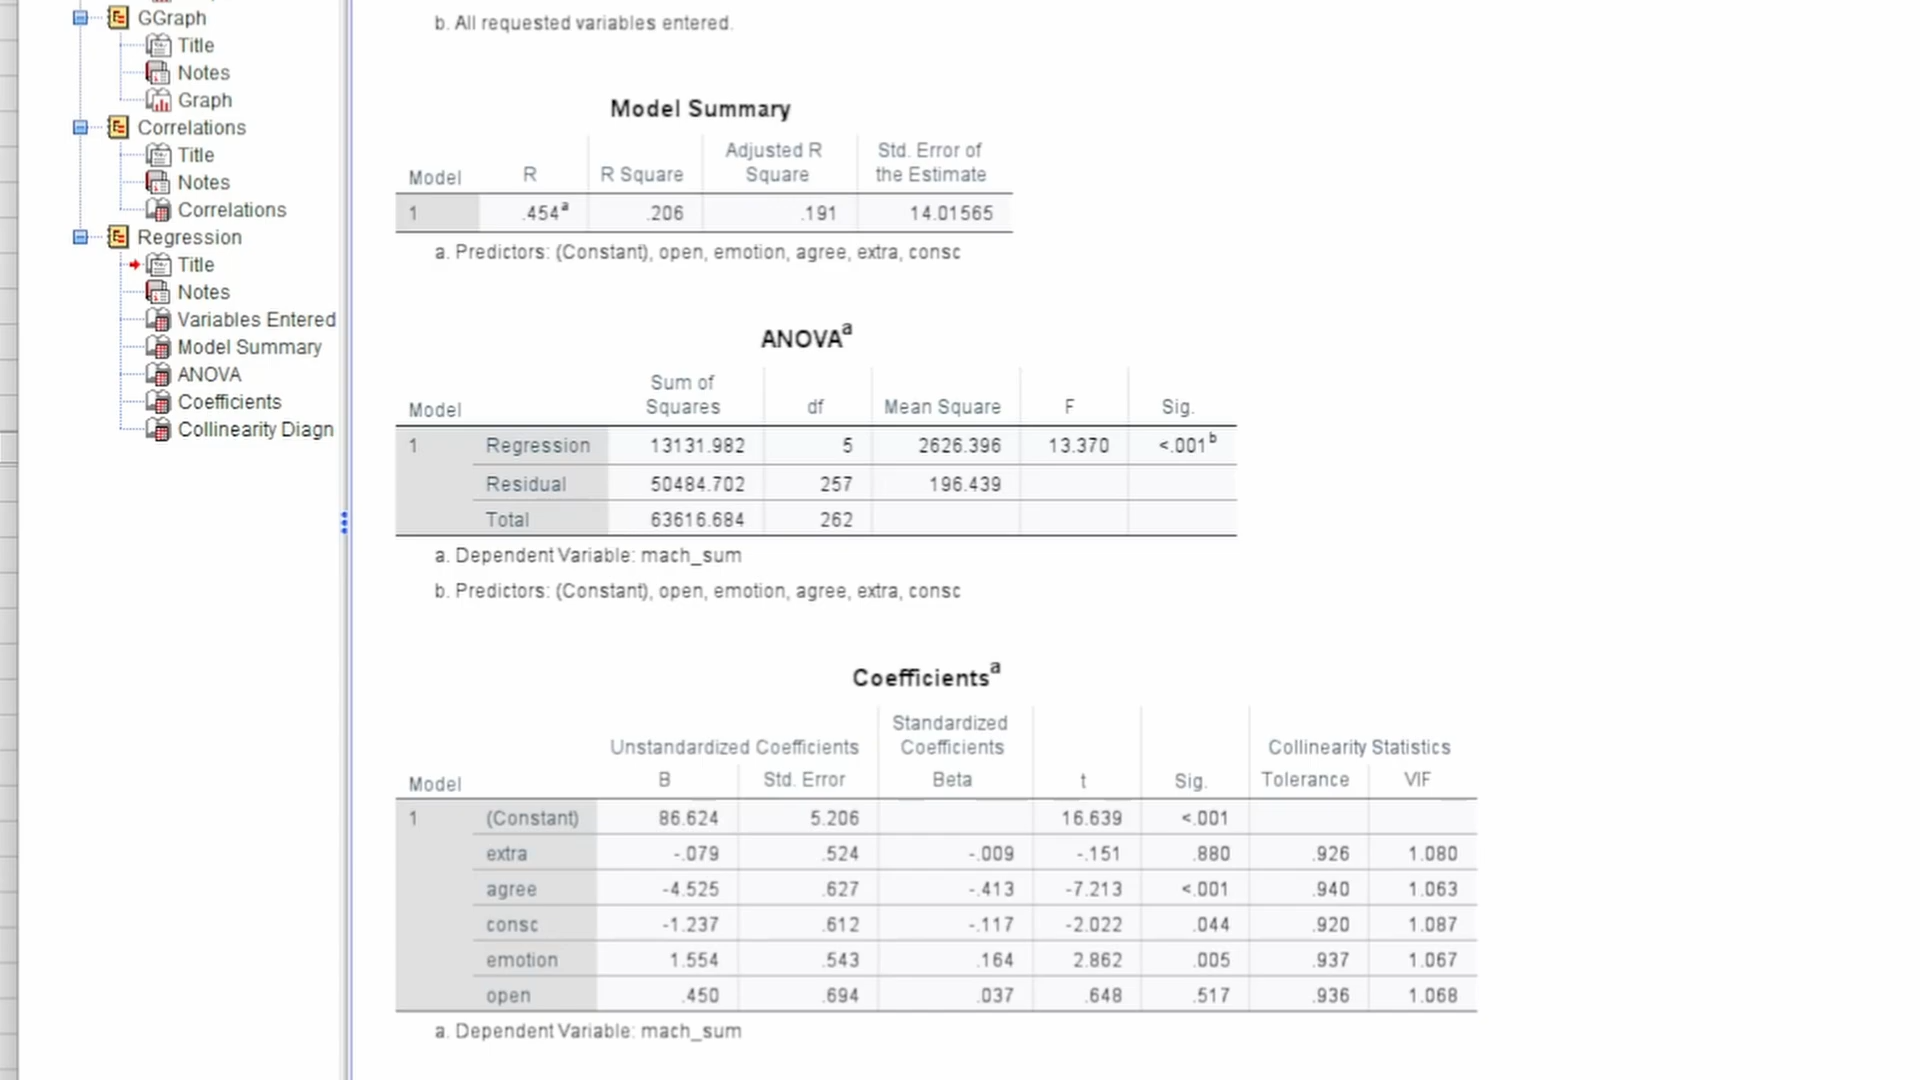 GGraph
Title
Notes
Graph
Correlations
Title
Notes
Correlations
Regression
Title
Notes
Variables Entered
Model Summary
ANOVA
Coefficients
Collinearity Diagn
b. All requested variables entered.
Model Summary
Model R R Square Adjusted R Square Std. Error of the Estimate
1 .454a .206 .191 14.01565
a. Predictors: (Constant), open, emotion, agree, extra, consc
ANOVAa
Model Sum of Squares df Mean Square F Sig.
1 Regression 13131.982 5 2626.396 13.370 <.001b
Residual 50484.702 257 196.439
Total 63616.684 262
a. Dependent Variable: mach_sum
b. Predictors: (Constant), open, emotion, agree, extra, consc
Coefficientsa
Unstandardized Coefficients Standardized Coefficients Collinearity Statistics
Model B Std. Error Beta t Sig. Tolerance VIF
1 (Constant) 86.624 5.206 16.639 <.001
extra -.079 .524 -.009 -.151 .880 .926 1.080
agree -4.525 .627 -.413 -7.213 <.001 .940 1.063
consc -1.237 .612 -.117 -2.022 .044 .920 1.087
emotion 1.554 .543 .164 2.862 .005 .937 1.067
open .450 .694 .037 .648 .517 .936 1.068
a. Dependent Variable: mach_sum